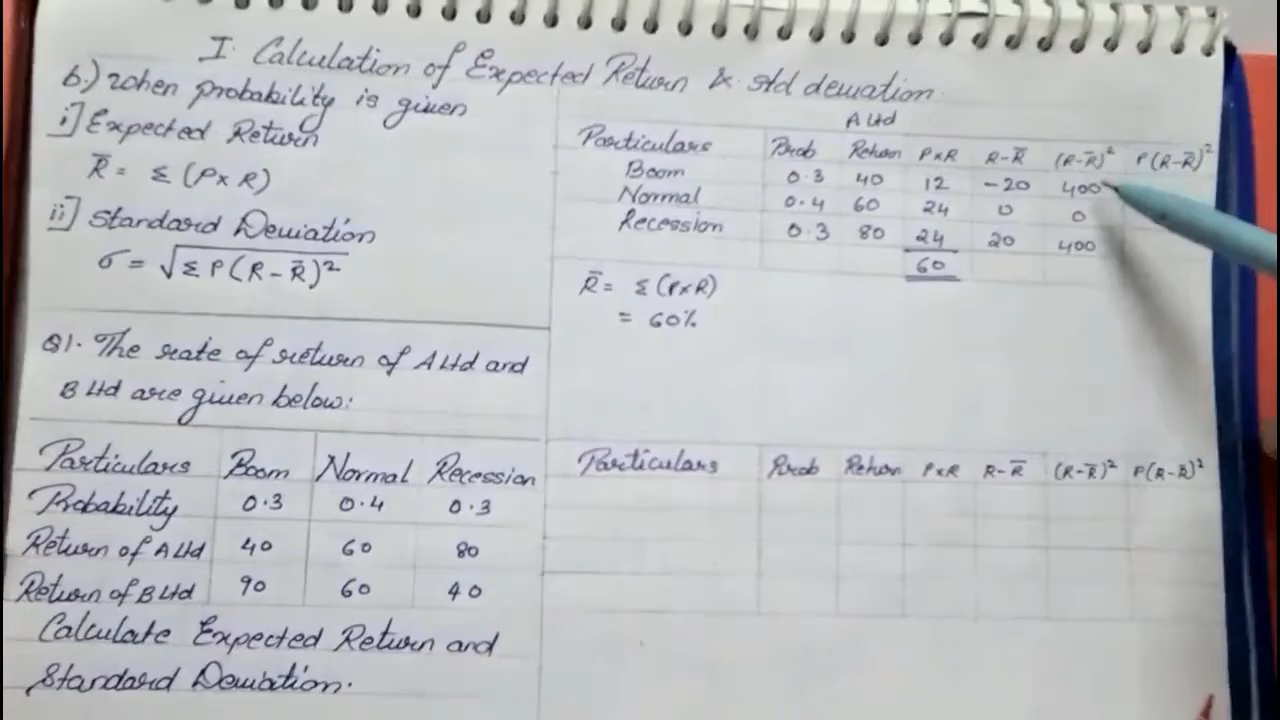 I. Calculation of Expected Return & std deviation
b.) When probability is given
i] Expected Return
R̄ = Σ (P×R)
ii] Standard Deviation
σ = √Σ P(R-R̄)²
Q1. The rate of return of A Ltd and
B Ltd are given below:
Particulars Boom Normal Recession
Probability 0.3 0.4 0.3
Return of A Ltd 40 60 80
Return of B Ltd 90 60 40
Calculate Expected Return and
Standard Deviation.
A Ltd
Particulars Prob Return P×R R-R̄ (R-R̄)² P(R-R̄)²
Boom 0.3 40 12 -20 400
Normal 0.4 60 24 0 0
Recession 0.3 80 24 20 400
60
R̄ = Σ (P×R)
= 60%
Particulars Prob Return P×R R-R̄ (R-R̄)² P(R-R̄)²